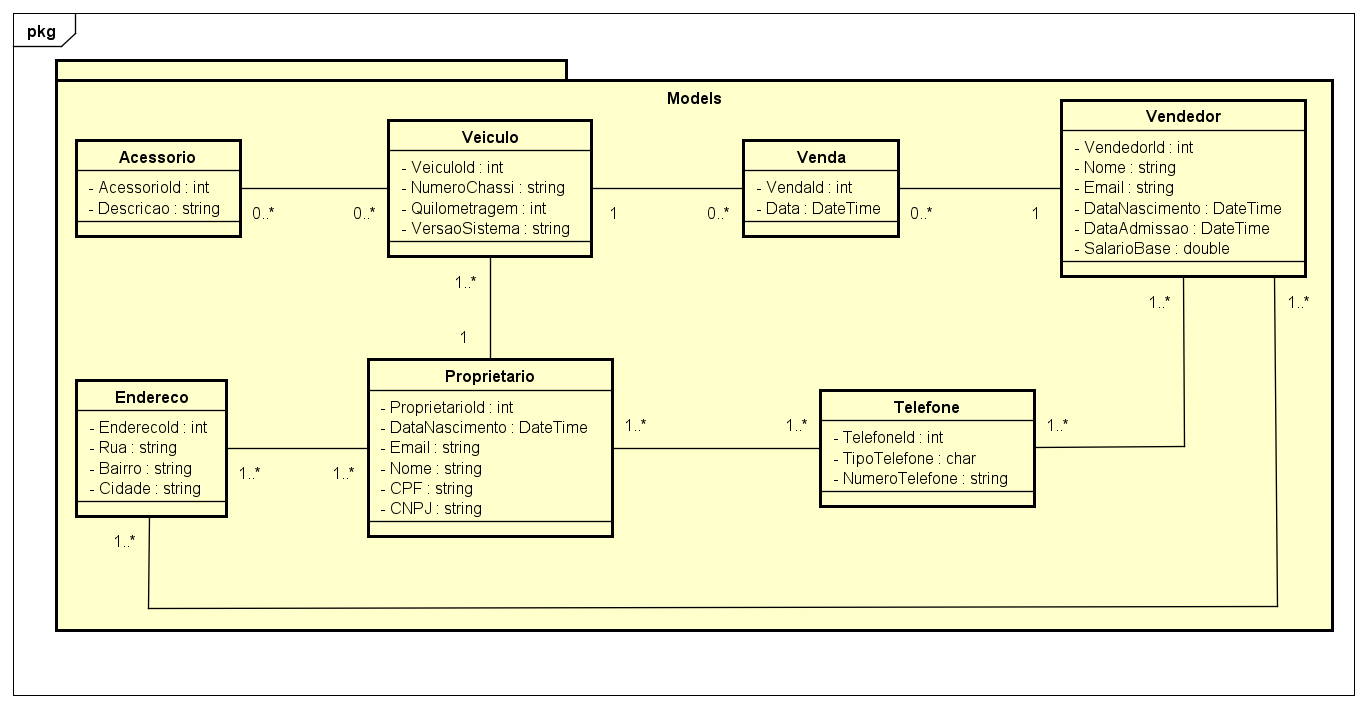 pkg
Models
Acessorio
- AcessorioId : int
- Descricao : string
0..*
0..*
Veiculo
- VeiculoId : int
- NumeroChassi : string
- Quilometragem : int
- VersaoSistema : string
1
0..*
Venda
- VendaId : int
- Data : DateTime
0..*
1
Vendedor
- VendedorId : int
- Nome : string
- Email : string
- DataNascimento : DateTime
- DataAdmissao : DateTime
- SalarioBase : double
1..*
1
1..*
1..*
Endereco
- EnderecoId : int
- Rua : string
- Bairro : string
- Cidade : string
1..*
1..*
1..*
Proprietario
- ProprietarioId : int
- DataNascimento : DateTime
- Email : string
- Nome : string
- CPF : string
- CNPJ : string
1..*
1..*
Telefone
- TelefoneId : int
- TipoTelefone : char
- NumeroTelefone : string
1..*